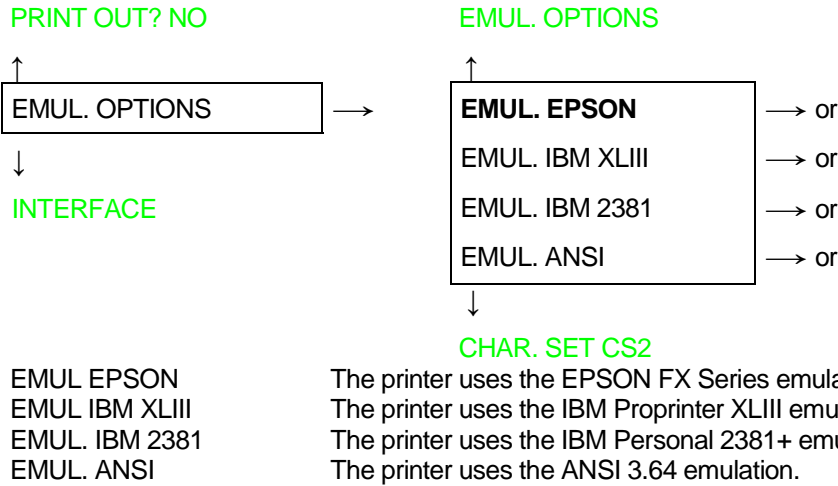 PRINT OUT? NO EMUL. OPTIONS
↑ ↑
EMUL. OPTIONS → EMUL. EPSON → or
↓ EMUL. IBM XLIII → or
INTERFACE EMUL. IBM 2381 → or
EMUL. ANSI → or
↓
CHAR. SET CS2
EMUL EPSON The printer uses the EPSON FX Series
EMUL IBM XLIII The printer uses the IBM Proprinter XLIII
EMUL. IBM 2381 The printer uses the IBM Personal 2381+
EMUL. ANSI The printer uses the ANSI 3.64 emulation.